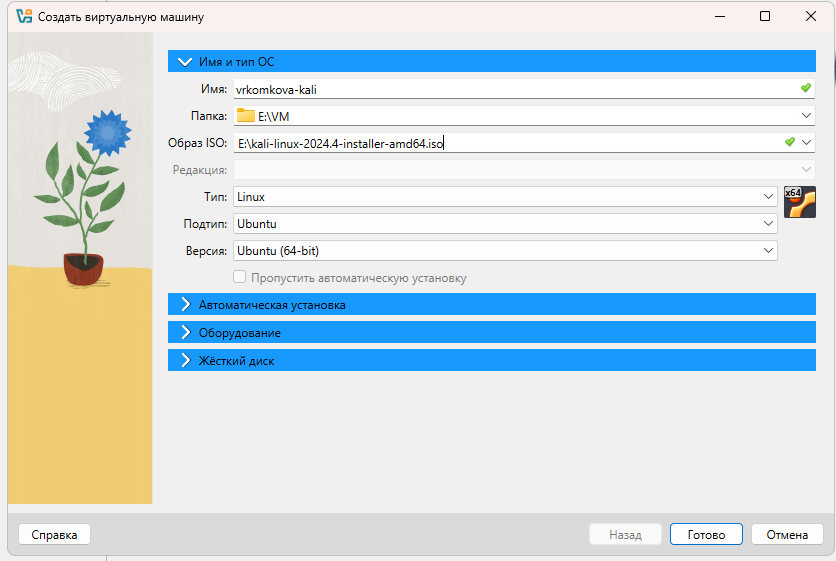 Создать виртуальную машину
Имя и тип ОС
Имя: vrkomkova-kali
Папка: E:\VM
Образ ISO: E:\kali-linux-2024.4-installer-amd64.iso
Редакция:
Тип: Linux
x64
Подтип: Ubuntu
Версия: Ubuntu (64-bit)
Пропустить автоматическую установку
Автоматическая установка
Оборудование
Жёсткий диск
Справка Назад Готово Отмена